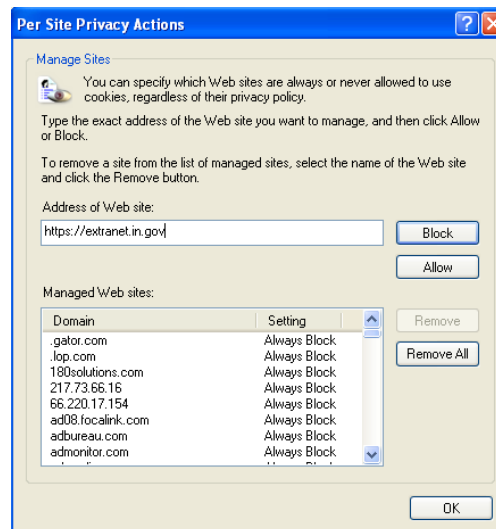 Per Site Privacy Actions
Manage Sites
You can specify which Web sites are always or never allowed to use
cookies, regardless of their privacy policy.
Type the exact address of the Web site you want to manage, and then click Allow
or Block.
To remove a site from the list of managed sites, select the name of the Web site
and click the Remove button.
Address of Web site:
https://extranet.in.gov
Block
Allow
Managed Web sites:
Domain Setting
Remove
.gator.com Always Block
.lop.com Always Block
Remove All
180solutions.com Always Block
217.73.66.16 Always Block
66.220.17.154 Always Block
ad08.focalink.com Always Block
adbureau.com Always Block
admonitor.com Always Block
OK